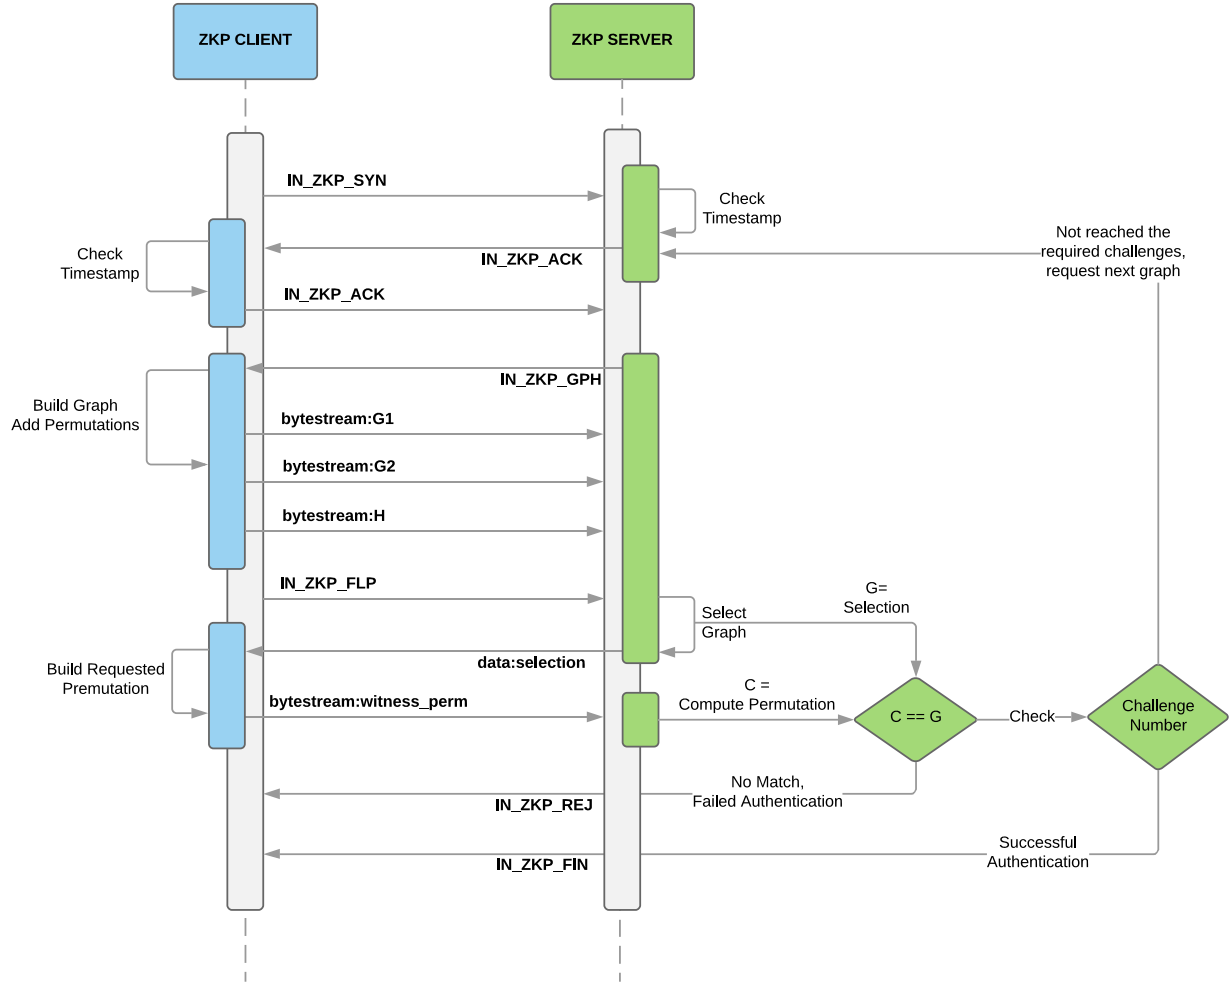 ZKP CLIENT
ZKP SERVER
IN_ZKP_SYN
Check
Timestamp
Not reached the
required challenges,
request next graph
Check
Timestamp
IN_ZKP_ACK
IN_ZKP_ACK
IN_ZKP_GPH
Build Graph
Add Permutations
bytestream:G1
bytestream:G2
bytestream:H
IN_ZKP_FLP
G=
Selection
Select
Graph
data:selection
Build Requested
Premutation
bytestream:witness_perm
C =
Compute Permutation
C == G
Check
Challenge
Number
No Match,
Failed Authentication
IN_ZKP_REJ
Successful
Authentication
IN_ZKP_FIN